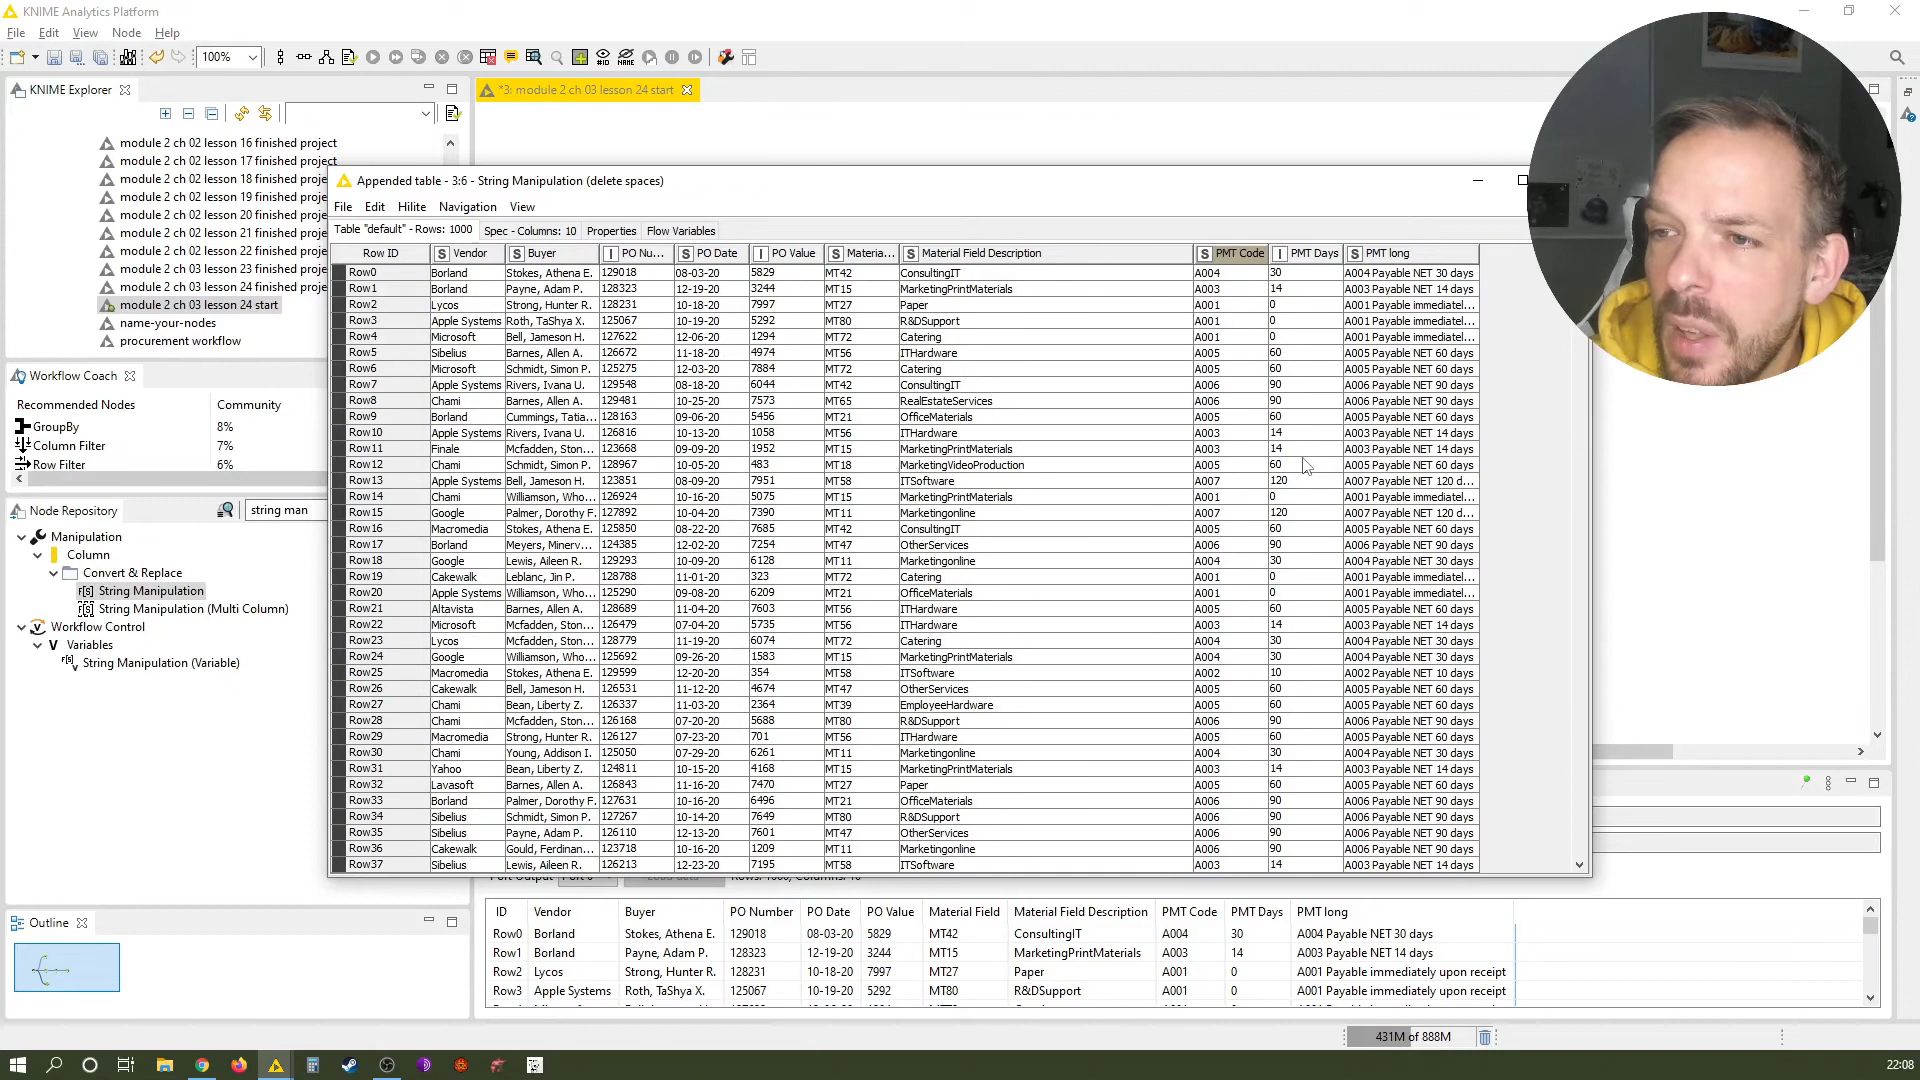 KNIME Analytics Platform
File Edit View Node Help
100%
KNIME Explorer
*3: module 2 ch 03 lesson 24 start
module 2 ch 02 lesson 16 finished project
module 2 ch 02 lesson 17 finished proje
module 2 ch 02 lesson 18 finished proje
module 2 ch 02 lesson 19 finished proje
module 2 ch 02 lesson 20 finished proje
module 2 ch 02 lesson 21 finished proje
module 2 ch 02 lesson 22 finished proje
module 2 ch 03 lesson 23 finished proje
module 2 ch 03 lesson 24 finished proje
module 2 ch 03 lesson 24 start
name-your-nodes
procurement workflow
Workflow Coach
Recommended Nodes Community
GroupBy 8%
Column Filter 7%
Row Filter 6%
Node Repository string man
Manipulation
Column
Convert & Replace
String Manipulation
String Manipulation (Multi Column)
Workflow Control
Variables
String Manipulation (Variable)
Outline
Appended table - 3:6 - String Manipulation (delete spaces)
File Edit Hilite Navigation View
Table "default" - Rows: 1000 Spec - Columns: 10 Properties Flow Variables
Row ID S Vendor S Buyer I PO Nu... S PO Date I PO Value S Materia... S Material Field Description S PMT Code I PMT Days S PMT long
Row0 Borland Stokes, Athena E. 129018 08-03-20 5829 MT42 ConsultingIT A004 30 A004 Payable NET 30 days
Row1 Borland Payne, Adam P. 128323 12-19-20 3244 MT15 MarketingPrintMaterials A003 14 A003 Payable NET 14 days
Row2 Lycos Strong, Hunter R. 128231 10-18-20 7997 MT27 Paper A001 0 A001 Payable immediatel...
Row3 Apple Systems Roth, TaShya X. 125067 10-19-20 5292 MT80 R&DSupport A001 0 A001 Payable immediatel...
Row4 Microsoft Bell, Jameson H. 127622 12-06-20 1294 MT72 Catering A001 0 A001 Payable immediatel...
Row5 Sibelius Barnes, Allen A. 126672 11-18-20 4974 MT56 ITHardware A005 60 A005 Payable NET 60 days
Row6 Microsoft Schmidt, Simon P. 125275 12-03-20 7884 MT72 Catering A005 60 A005 Payable NET 60 days
Row7 Apple Systems Rivers, Ivana U. 129548 08-18-20 6044 MT42 ConsultingIT A006 90 A006 Payable NET 90 days
Row8 Chami Barnes, Allen A. 129481 10-25-20 7573 MT65 RealEstateServices A006 90 A006 Payable NET 90 days
Row9 Borland Cummings, Tatia... 128163 09-06-20 5456 MT21 OfficeMaterials A005 60 A005 Payable NET 60 days
Row10 Apple Systems Rivers, Ivana U. 126816 10-13-20 1058 MT56 ITHardware A003 14 A003 Payable NET 14 days
Row11 Finale Mcfadden, Ston... 123668 09-09-20 1952 MT15 MarketingPrintMaterials A003 14 A003 Payable NET 14 days
Row12 Chami Schmidt, Simon P. 128967 10-05-20 483 MT18 MarketingVideoProduction A005 60 A005 Payable NET 60 days
Row13 Apple Systems Bell, Jameson H. 123851 08-09-20 7951 MT58 ITSoftware A007 120 A007 Payable NET 120 d...
Row14 Chami Williamson, Who... 126924 10-16-20 5075 MT15 MarketingPrintMaterials A001 0 A001 Payable immediatel...
Row15 Google Palmer, Dorothy F. 127892 10-04-20 7390 MT11 Marketingonline A007 120 A007 Payable NET 120 d...
Row16 Macromedia Stokes, Athena E. 125850 08-22-20 7685 MT42 ConsultingIT A005 60 A005 Payable NET 60 days
Row17 Borland Meyers, Minerv... 124385 12-02-20 7254 MT47 OtherServices A006 90 A006 Payable NET 90 days
Row18 Google Lewis, Aileen R. 129293 10-09-20 6128 MT11 Marketingonline A004 30 A004 Payable NET 30 days
Row19 Cakewalk Leblanc, Jin P. 128788 11-01-20 323 MT72 Catering A001 0 A001 Payable immediatel...
Row20 Apple Systems Williamson, Who... 125290 09-08-20 6209 MT21 OfficeMaterials A001 0 A001 Payable immediatel...
Row21 Altavista Barnes, Allen A. 128689 11-04-20 7603 MT56 ITHardware A005 60 A005 Payable NET 60 days
Row22 Microsoft Mcfadden, Ston... 126479 07-04-20 5735 MT56 ITHardware A003 14 A003 Payable NET 14 days
Row23 Lycos Mcfadden, Ston... 128779 11-19-20 6074 MT72 Catering A004 30 A004 Payable NET 30 days
Row24 Google Williamson, Who... 125692 09-26-20 1583 MT15 MarketingPrintMaterials A004 30 A004 Payable NET 30 days
Row25 Macromedia Stokes, Athena E. 129599 12-20-20 354 MT58 ITSoftware A002 10 A002 Payable NET 10 days
Row26 Cakewalk Bell, Jameson H. 126531 11-12-20 4674 MT47 OtherServices A005 60 A005 Payable NET 60 days
Row27 Chami Bean, Liberty Z. 126337 11-03-20 2364 MT39 EmployeeHardware A005 60 A005 Payable NET 60 days
Row28 Chami Mcfadden, Ston... 126168 07-20-20 5688 MT80 R&DSupport A006 90 A006 Payable NET 90 days
Row29 Macromedia Strong, Hunter R. 126127 07-23-20 701 MT56 ITHardware A005 60 A005 Payable NET 60 days
Row30 Chami Young, Addison I. 125050 07-29-20 6261 MT11 Marketingonline A004 30 A004 Payable NET 30 days
Row31 Yahoo Bean, Liberty Z. 124811 10-15-20 4168 MT15 MarketingPrintMaterials A003 14 A003 Payable NET 14 days
Row32 Lavasoft Barnes, Allen A. 126843 11-16-20 7470 MT27 Paper A005 60 A005 Payable NET 60 days
Row33 Borland Palmer, Dorothy F. 127631 10-16-20 6496 MT21 OfficeMaterials A006 90 A006 Payable NET 90 days
Row34 Sibelius Schmidt, Simon P. 127267 10-14-20 7649 MT80 R&DSupport A006 90 A006 Payable NET 90 days
Row35 Sibelius Payne, Adam P. 126110 12-13-20 7601 MT47 OtherServices A006 90 A006 Payable NET 90 days
Row36 Cakewalk Gould, Ferdinan... 123718 10-16-20 1209 MT11 Marketingonline A006 90 A006 Payable NET 90 days
Row37 Sibelius Lewis, Aileen R. 126213 12-23-20 7195 MT58 ITSoftware A003 14 A003 Payable NET 14 days
ID Vendor Buyer PO Number PO Date PO Value Material Field Material Field Description PMT Code PMT Days PMT long
Row0 Borland Stokes, Athena E. 129018 08-03-20 5829 MT42 ConsultingIT A004 30 A004 Payable NET 30 days
Row1 Borland Payne, Adam P. 128323 12-19-20 3244 MT15 MarketingPrintMaterials A003 14 A003 Payable NET 14 days
Row2 Lycos Strong, Hunter R. 128231 10-18-20 7997 MT27 Paper A001 0 A001 Payable immediately upon receipt
Row3 Apple Systems Roth, TaShya X. 125067 10-19-20 5292 MT80 R&DSupport A001 0 A001 Payable immediately upon receipt
431M of 888M
22:08